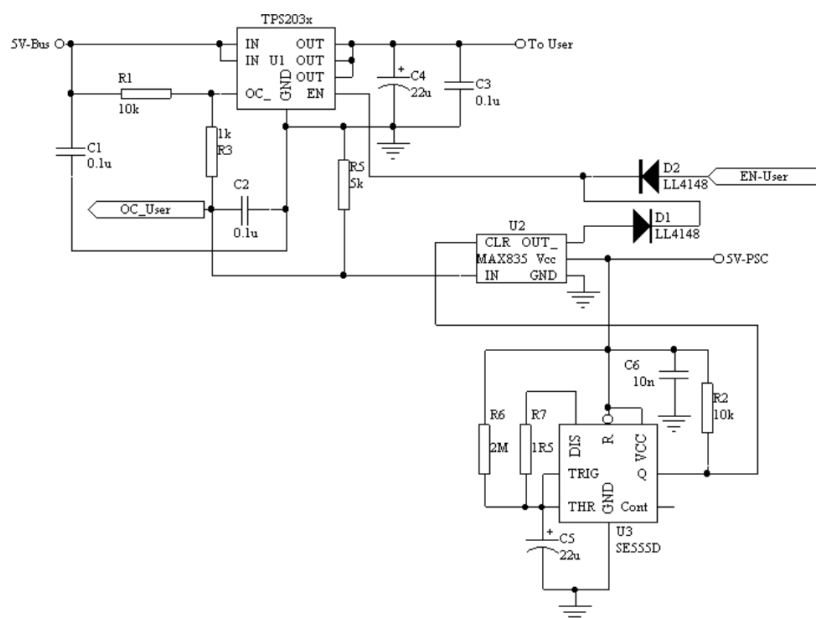 TPS203x
5V-Bus
IN
OUT
To User
IN
U1
OUT
OUT
OC_
GND
EN
R1
10k
C4
22u
C3
0.1u
1k
R3
C1
0.1u
R5
5k
C2
0.1u
OC_User
D2
LL4148
EN-User
D1
LL4148
U2
CLR
OUT_
MAX835
Vcc
IN
GND
5V-PSC
C6
10n
R2
10k
R6
2M
R7
1R5
DIS
R
VCC
TRIG
Q
THR
GND
Cont
U3
SE555D
C5
22u
+
+